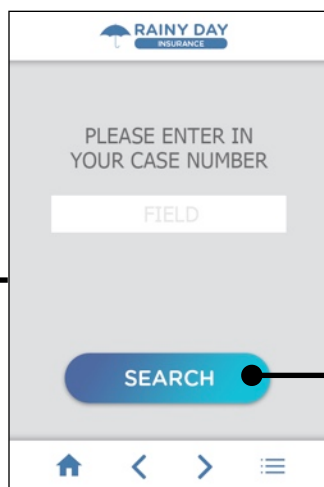 RAINY DAY
INSURANCE
PLEASE ENTER IN
YOUR CASE NUMBER
FIELD
SEARCH